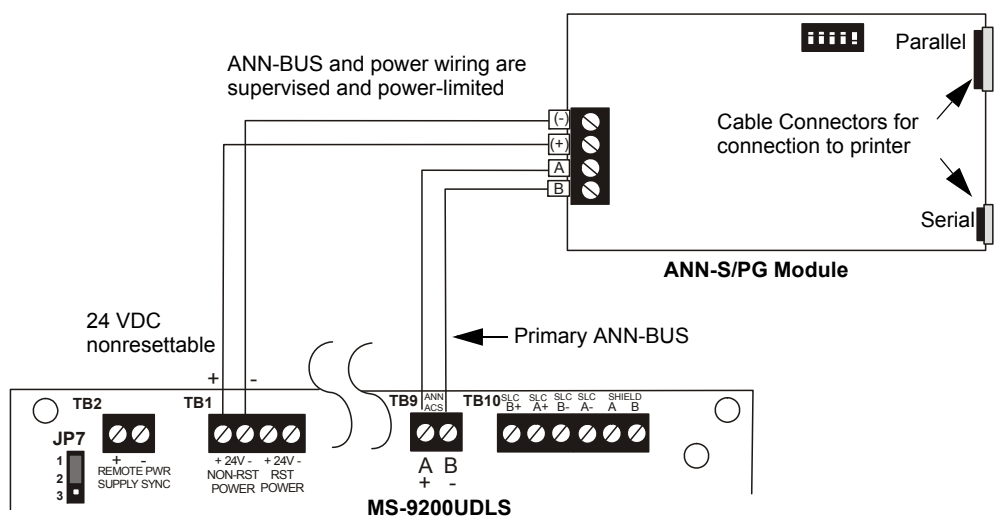 Parallel
ANN-BUS and power wiring are
supervised and power-limited
Cable Connectors for
connection to printer
(-)
(+)
A
B
Serial
ANN-S/PG Module
24 VDC
nonresettable
Primary ANN-BUS
+ -
TB2
TB1
TB9
ANN
ACS
TB10
SLC SLC SLC SLC SHIELD
B+ A+ B- A- A B
JP7
1
2
3
+ -
REMOTE PWR
SUPPLY SYNC
+ 24V - + 24V -
NON-RST RST
POWER POWER
A B
+ -
MS-9200UDLS